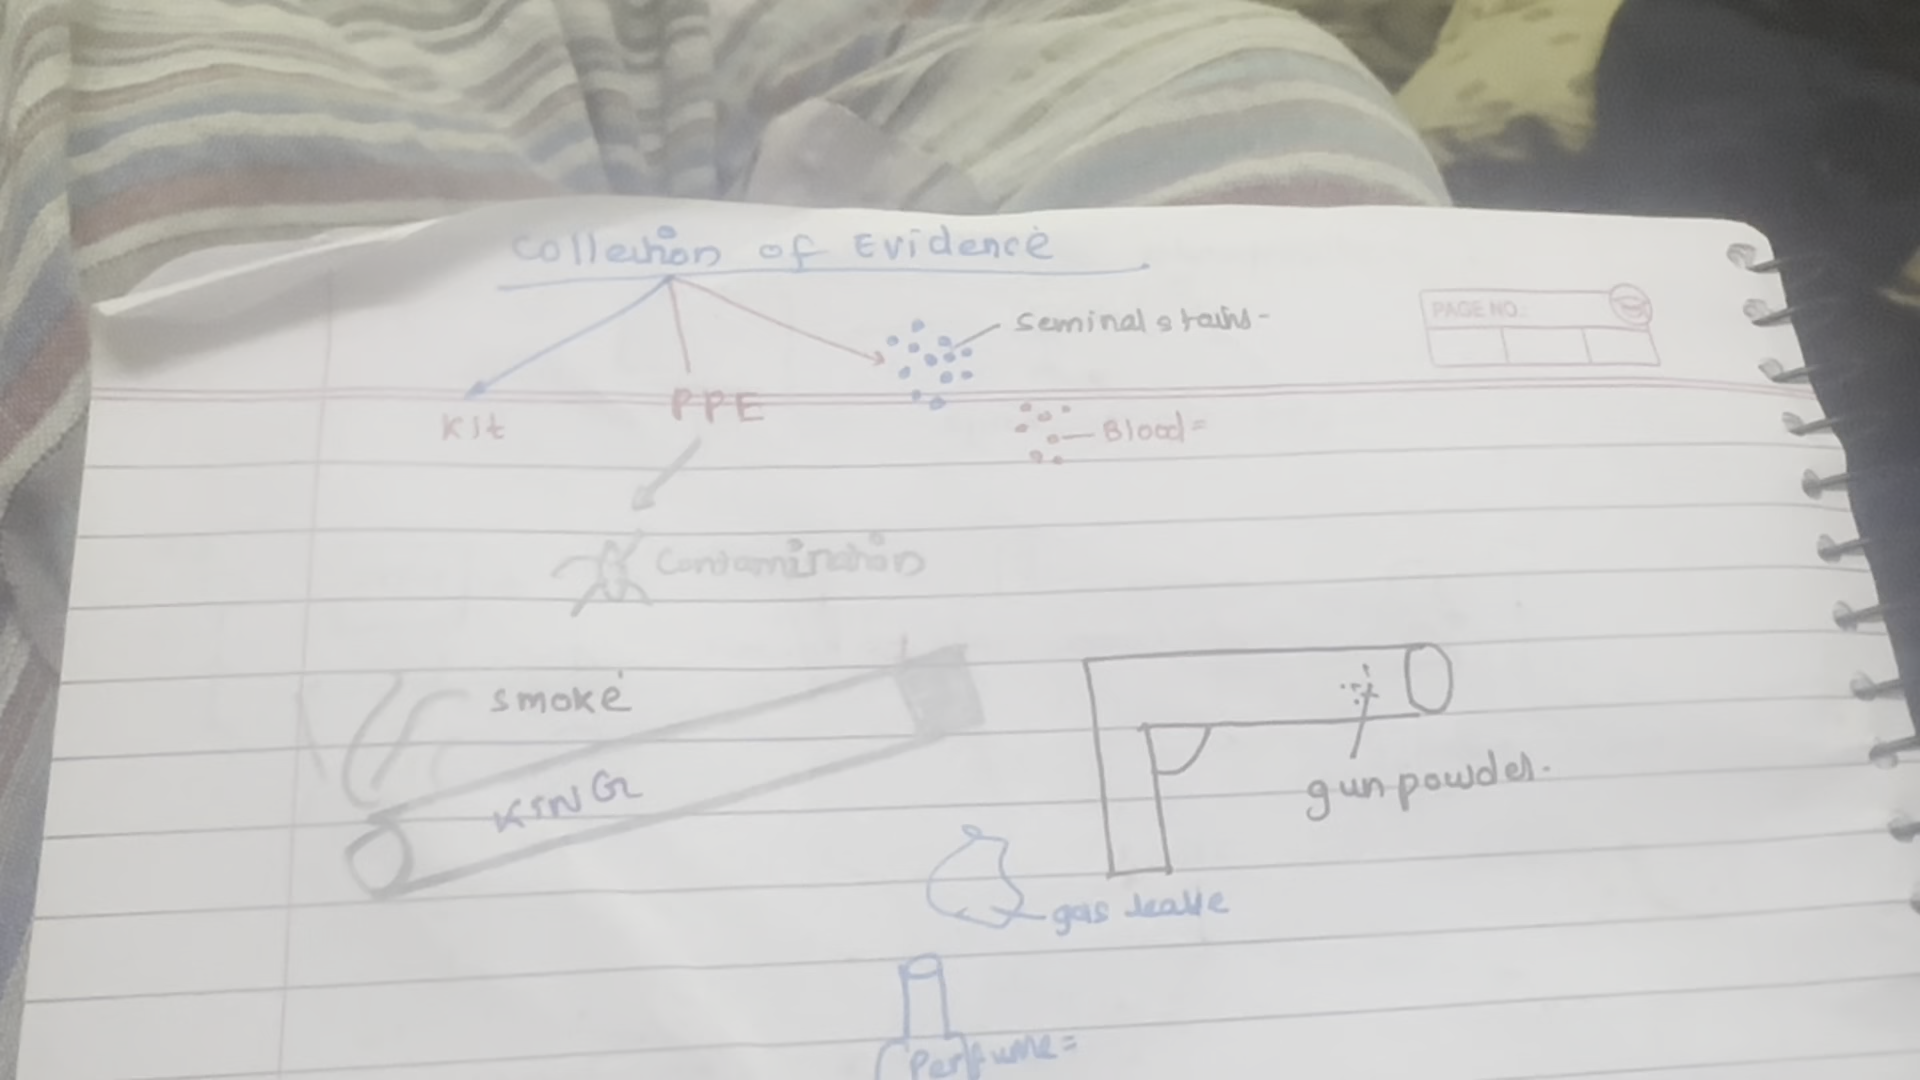 Collection of Evidence
seminal stains-
PAGE NO.
Kit
PPE
Blood=
Contamination
smoke
KING
gun powder.
gas leake
Perfume=